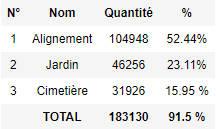 N° Nom Quantité %
1 Alignement 104948 52.44%
2 Jardin 46256 23.11%
3 Cimetière 31926 15.95 %
TOTAL 183130 91.5 %